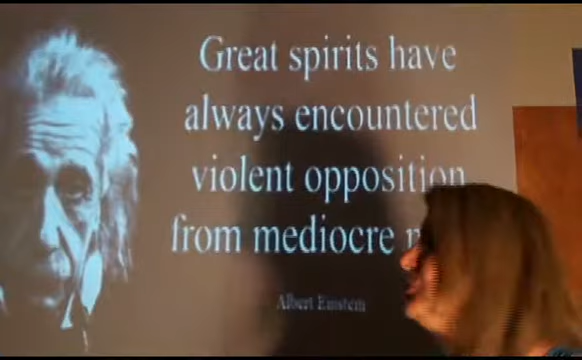 Great spirits have
always encountered
violent opposition
from mediocre
Albert Einstein